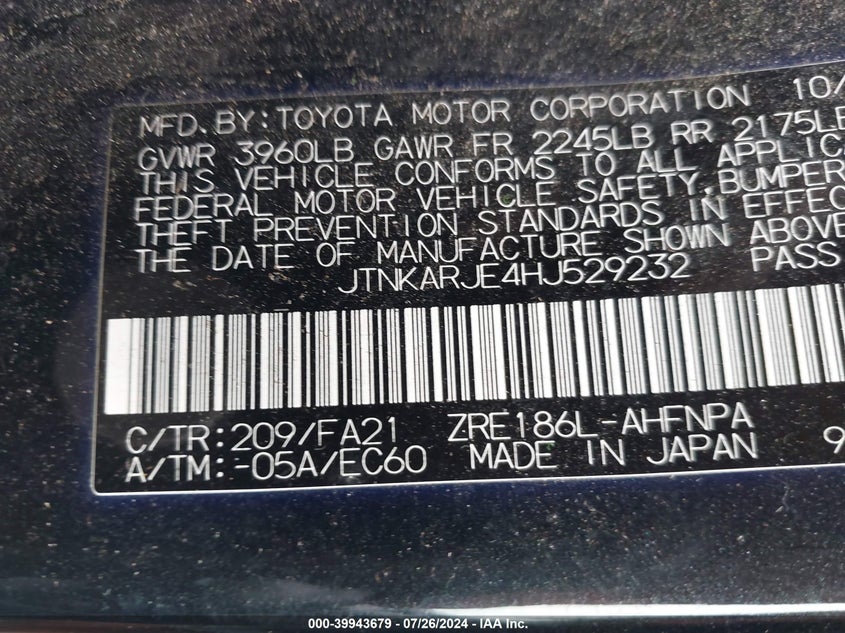 MFD.BY:TOYOTA MOTOR CORPORATION 10/
GVWR 3960LB GAWR FR 2245LB RR 2175LB
THIS VEHICLE CONFORMS TO ALL APPLICA
FEDERAL MOTOR VEHICLE SAFETY,BUMPER
THEFT PREVENTION STANDARDS IN EFFEC
THE DATE OF MANUFACTURE SHOWN ABOVE
JTNKARJE4HJ529232 PASS
C/TR:209/FA21 ZRE186L-AHFNPA
A/TM:-05A/EC60 MADE IN JAPAN 9
000-39943679 - 07/26/2024 - IAA Inc.